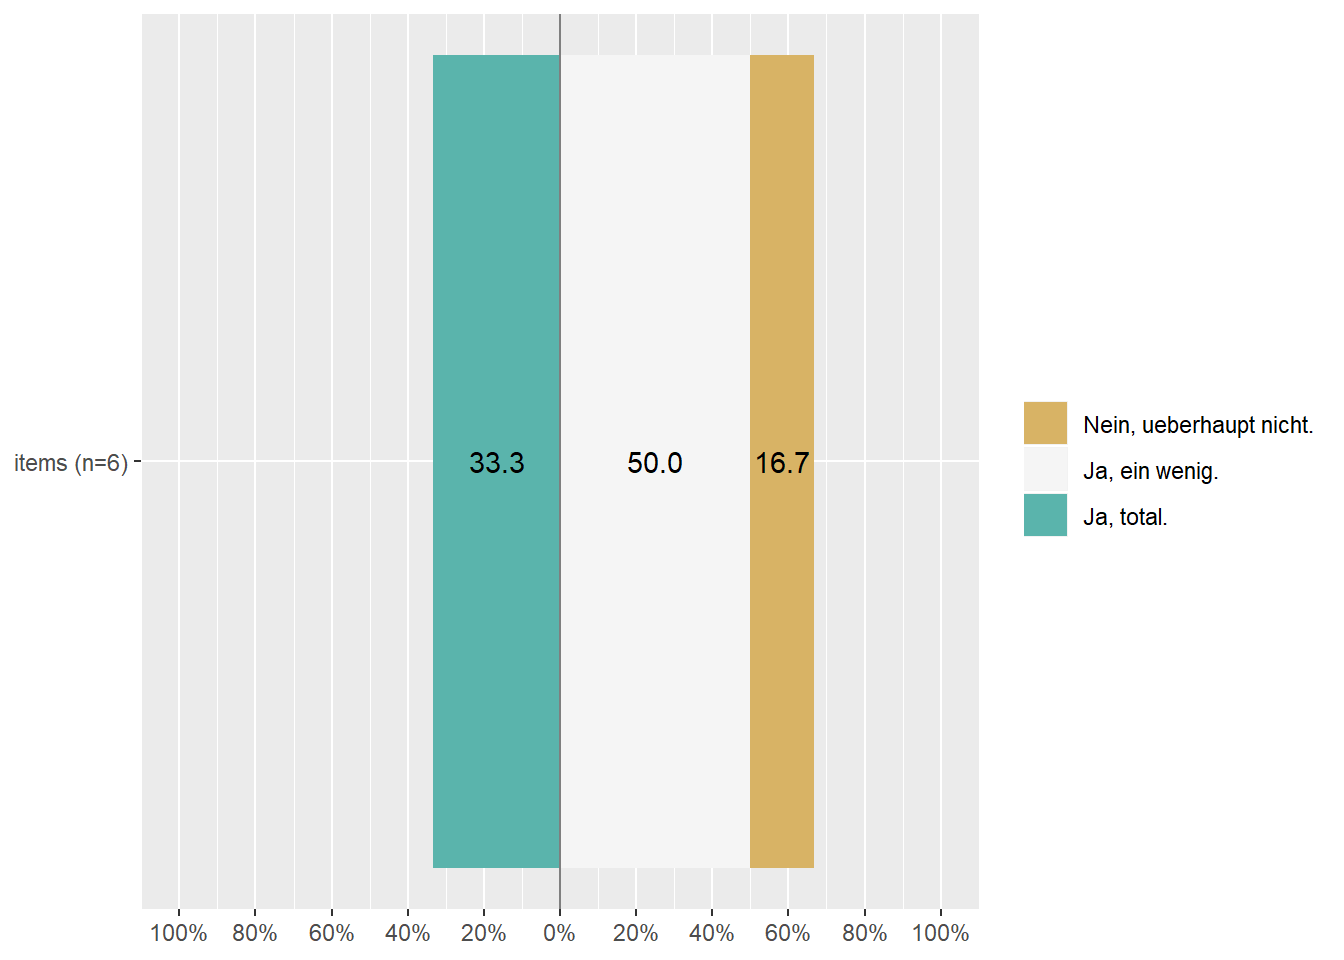 items (n=6)
33.3
50.0
16.7
Nein, ueberhaupt nicht.
Ja, ein wenig.
Ja, total.
100% 80% 60% 40% 20% 0% 20% 40% 60% 80% 100%